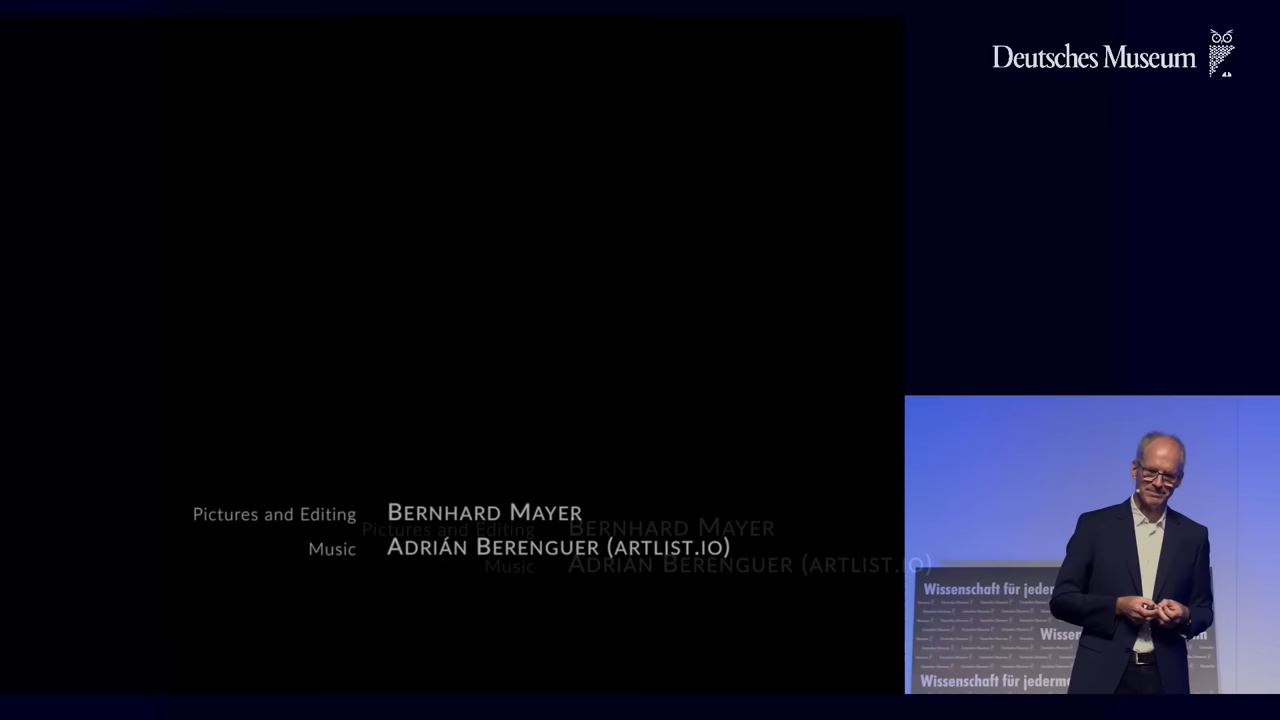 Deutsches Museum
Pictures and Editing BERNHARD MAYER
Music ADRIÁN BERENGUER (ARTLIST.IO)
Pictures and Editing BERNHARD MAYER
Music ADRIÁN BERENGUER (ARTLIST.IO)
Wissenschaft für jeder
Wissen
Wissenschaft für jederma